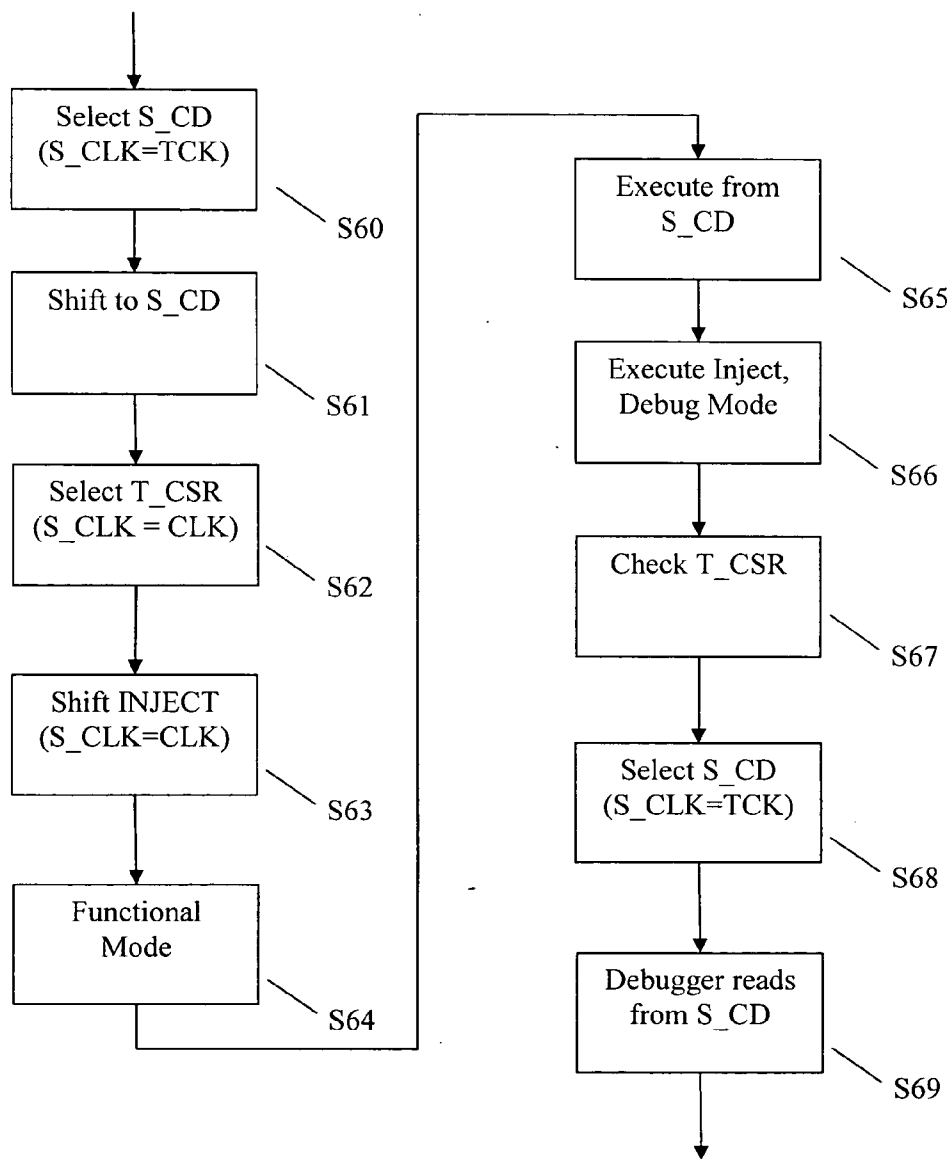 Select S_CD
(S_CLK=TCK)
S60
Shift to S_CD
S61
Select T_CSR
(S_CLK = CLK)
S62
Shift INJECT
(S_CLK=CLK)
S63
Functional
Mode
S64
Execute from
S_CD
S65
Execute Inject,
Debug Mode
S66
Check T_CSR
S67
Select S_CD
(S_CLK=TCK)
S68
Debugger reads
from S_CD
S69